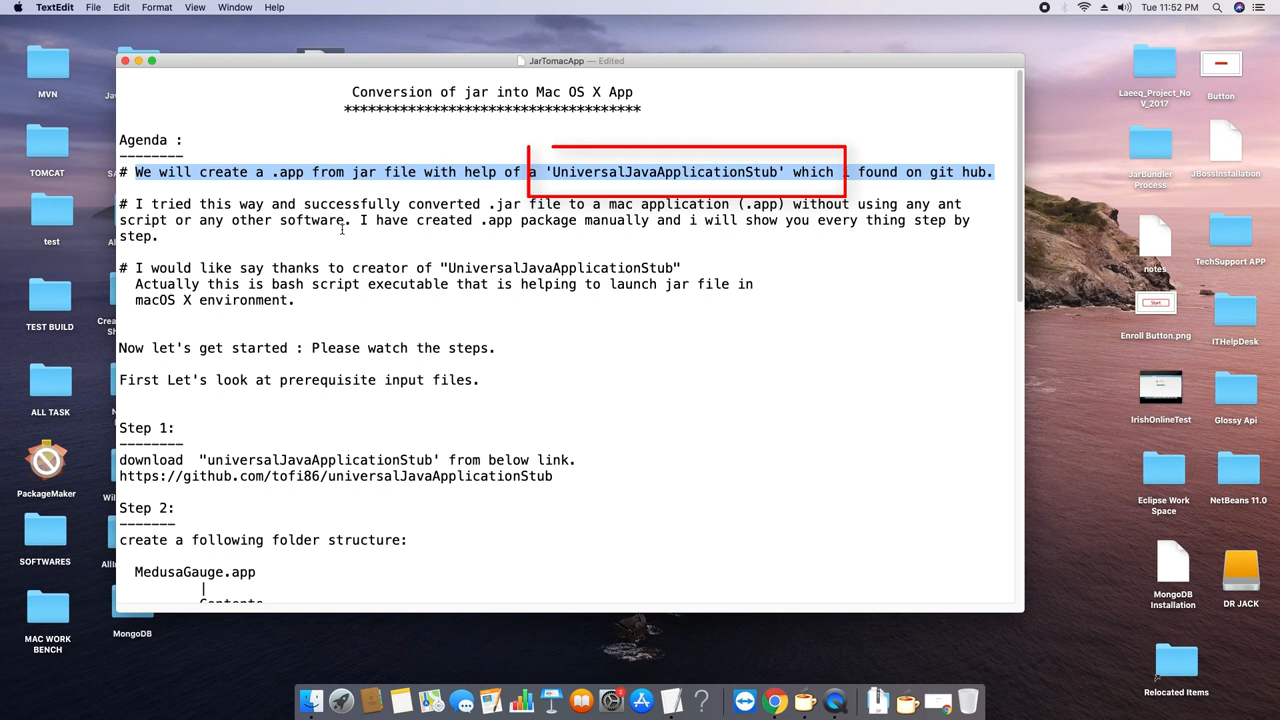 TextEdit File Edit Format View Window Help Tue 11:52 PM
JarTomacApp — Edited
Conversion of jar into Mac OS X App
*************************************
Agenda :
--------
# We will create a .app from jar file with help of a 'UniversalJavaApplicationStub' which i found on git hub.
# I tried this way and successfully converted .jar file to a mac application (.app) without using any ant
script or any other software. I have created .app package manually and i will show you every thing step by
step.
# I would like say thanks to creator of "UniversalJavaApplicationStub"
Actually this is bash script executable that is helping to launch jar file in
macOS X environment.
Now let's get started : Please watch the steps.
First Let's look at prerequisite input files.
Step 1:
--------
download "universalJavaApplicationStub' from below link.
https://github.com/tofi86/universalJavaApplicationStub
Step 2:
-------
create a following folder structure:
MedusaGauge.app
|
Contents
MVN
TOMCAT
test
TEST BUILD
ALL TASK
PackageMaker
SOFTWARES
MAC WORK
BENCH
MongoDB
Laeeq_Project_No
V_2017
Button
JarBundler
Process
JBossInstallation
notes
TechSupport APP
Enroll Button.png
Start
ITHelpDesk
IrishOnlineTest
Glossy Api
Eclipse Work
Space
NetBeans 11.0
MongoDB
Installation
DR JACK
Relocated Items
2